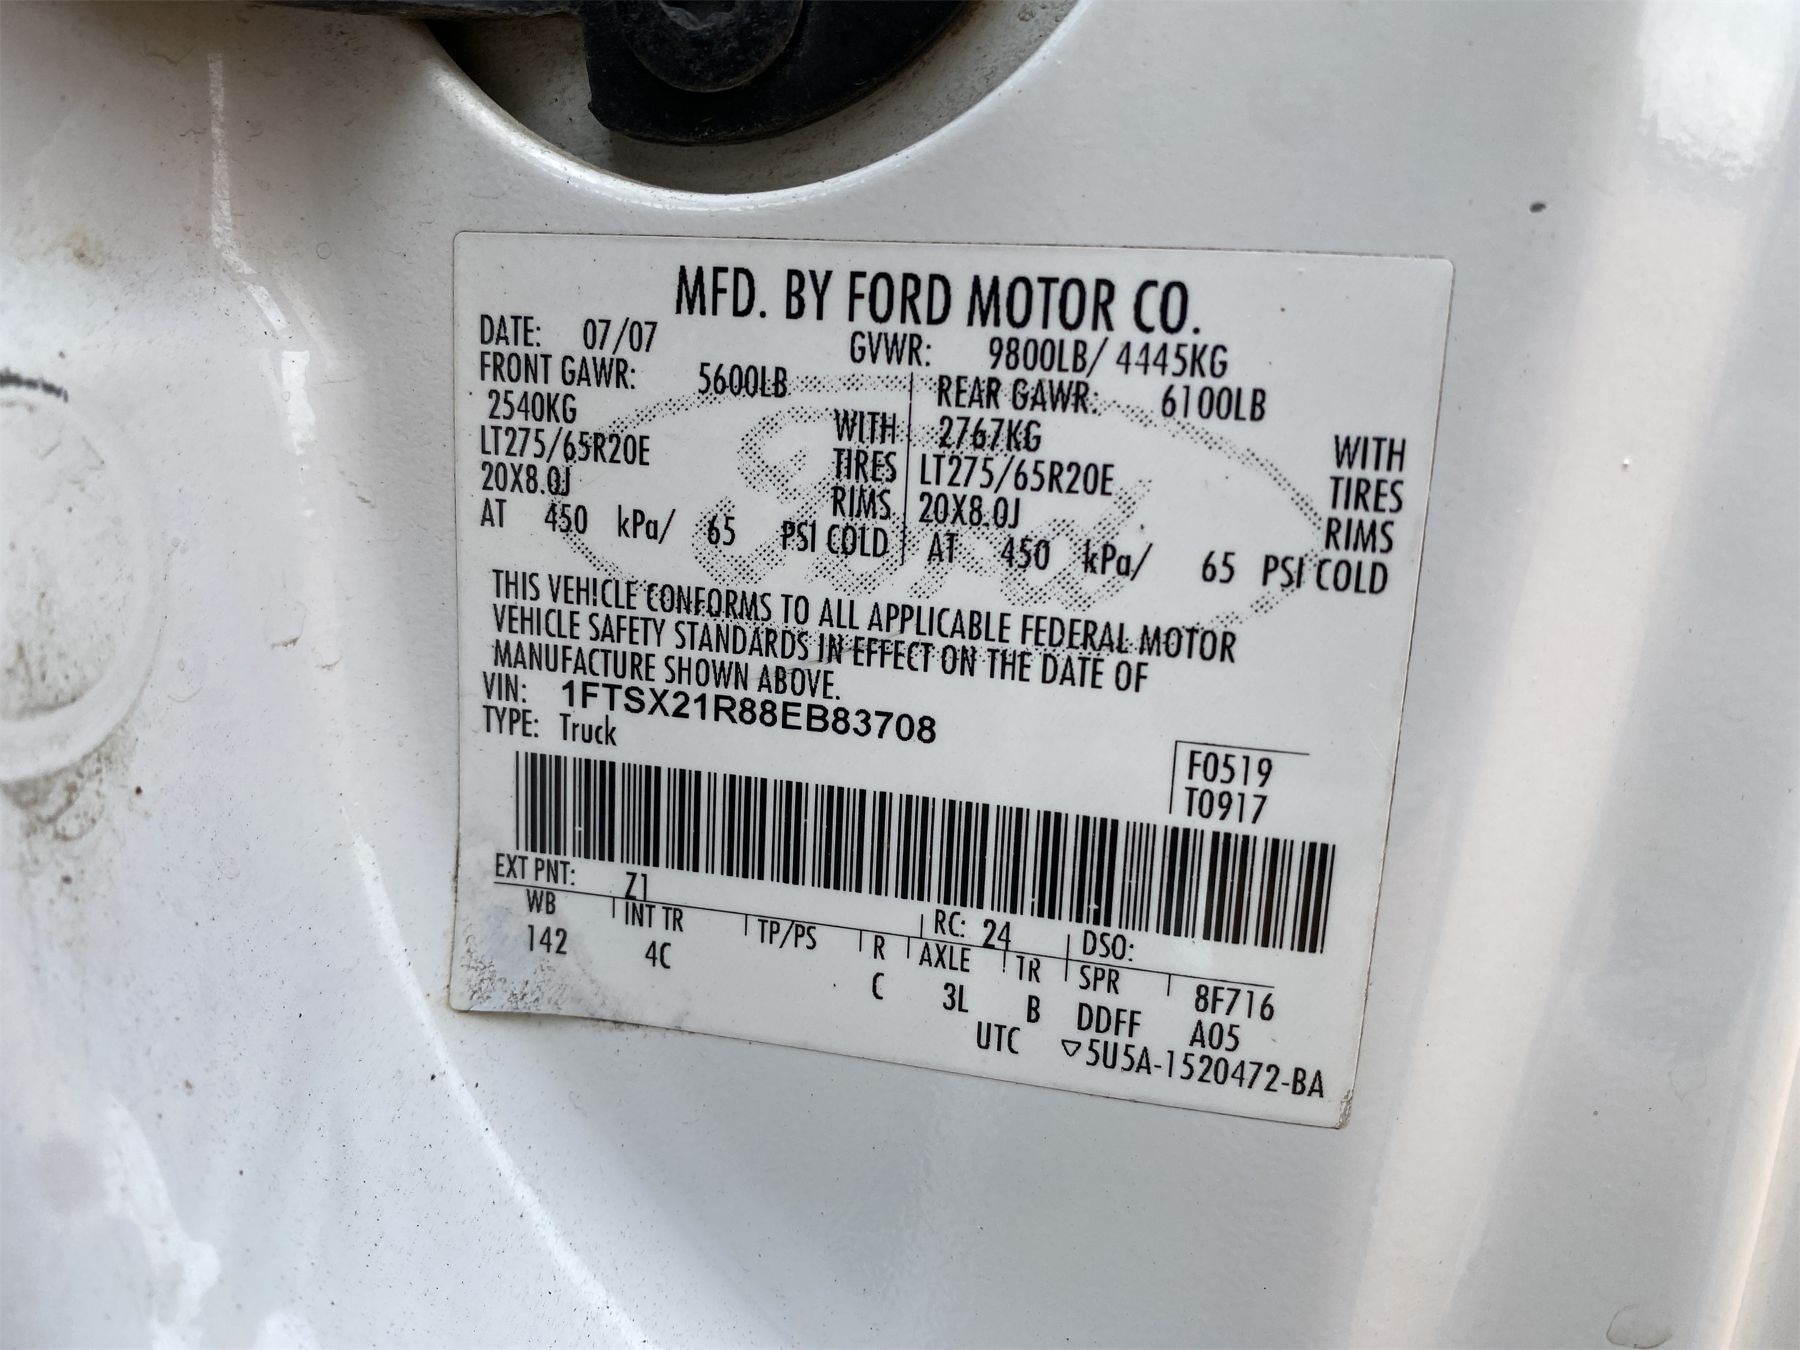 MFD. BY FORD MOTOR CO.
DATE: 07/07 GVWR: 9800LB/ 4445KG
FRONT GAWR: 5600LB REAR GAWR: 6100LB
2540KG WITH 2767KG WITH
LT275/65R20E TIRES LT275/65R20E TIRES
20X8.0J RIMS 20X8.0J RIMS
AT 450 kPa/ 65 PSI COLD AT 450 kPa/ 65 PSI COLD
THIS VEHICLE CONFORMS TO ALL APPLICABLE FEDERAL MOTOR
VEHICLE SAFETY STANDARDS IN EFFECT ON THE DATE OF
MANUFACTURE SHOWN ABOVE.
VIN: 1FTSX21R88EB83708
TYPE: Truck
F0519
T0917
EXT PNT: Z1 RC: 24 DSO:
WB INT TR TP/PS R AXLE TR SPR 8F716
142 4C C 3L B DDFF A05
UTC ▽5U5A-1520472-BA
Ford